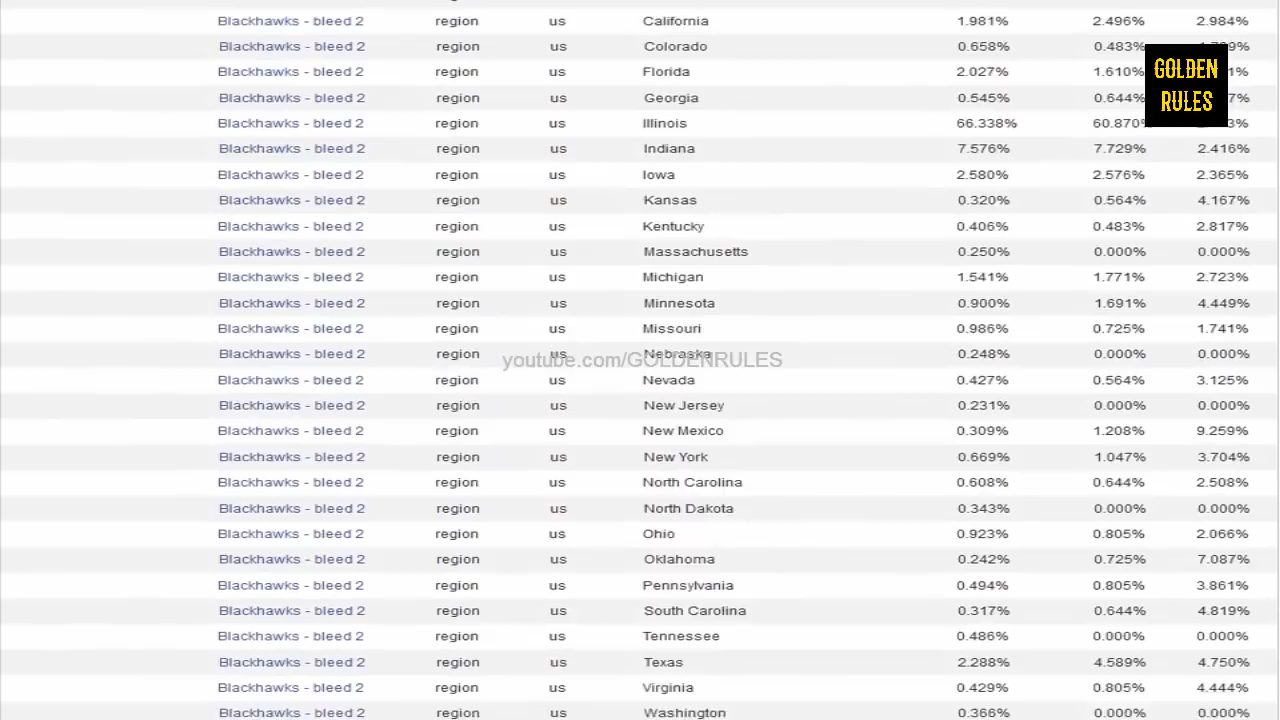 Blackhawks - bleed 2 region us California 1.981% 2.496% 2.984%
Blackhawks - bleed 2 region us Colorado 0.658% 0.483%
Blackhawks - bleed 2 region us Florida 2.027% 1.610%
Blackhawks - bleed 2 region us Georgia 0.545% 0.644%
GOLDEN
RULES
Blackhawks - bleed 2 region us Illinois 66.338% 60.870%
Blackhawks - bleed 2 region us Indiana 7.576% 7.729% 2.416%
Blackhawks - bleed 2 region us Iowa 2.580% 2.576% 2.365%
Blackhawks - bleed 2 region us Kansas 0.320% 0.564% 4.167%
Blackhawks - bleed 2 region us Kentucky 0.406% 0.483% 2.817%
Blackhawks - bleed 2 region us Massachusetts 0.250% 0.000% 0.000%
Blackhawks - bleed 2 region us Michigan 1.541% 1.771% 2.723%
Blackhawks - bleed 2 region us Minnesota 0.900% 1.691% 4.449%
Blackhawks - bleed 2 region us Missouri 0.986% 0.725% 1.741%
Blackhawks - bleed 2 region us Nebraska 0.248% 0.000% 0.000%
youtube.com/GOLDENRULES
Blackhawks - bleed 2 region us Nevada 0.427% 0.564% 3.125%
Blackhawks - bleed 2 region us New Jersey 0.231% 0.000% 0.000%
Blackhawks - bleed 2 region us New Mexico 0.309% 1.208% 9.259%
Blackhawks - bleed 2 region us New York 0.669% 1.047% 3.704%
Blackhawks - bleed 2 region us North Carolina 0.608% 0.644% 2.508%
Blackhawks - bleed 2 region us North Dakota 0.343% 0.000% 0.000%
Blackhawks - bleed 2 region us Ohio 0.923% 0.805% 2.066%
Blackhawks - bleed 2 region us Oklahoma 0.242% 0.725% 7.087%
Blackhawks - bleed 2 region us Pennsylvania 0.494% 0.805% 3.861%
Blackhawks - bleed 2 region us South Carolina 0.317% 0.644% 4.819%
Blackhawks - bleed 2 region us Tennessee 0.486% 0.000% 0.000%
Blackhawks - bleed 2 region us Texas 2.288% 4.589% 4.750%
Blackhawks - bleed 2 region us Virginia 0.429% 0.805% 4.444%
Blackhawks - bleed 2 region us Washington 0.366% 0.000% 0.000%